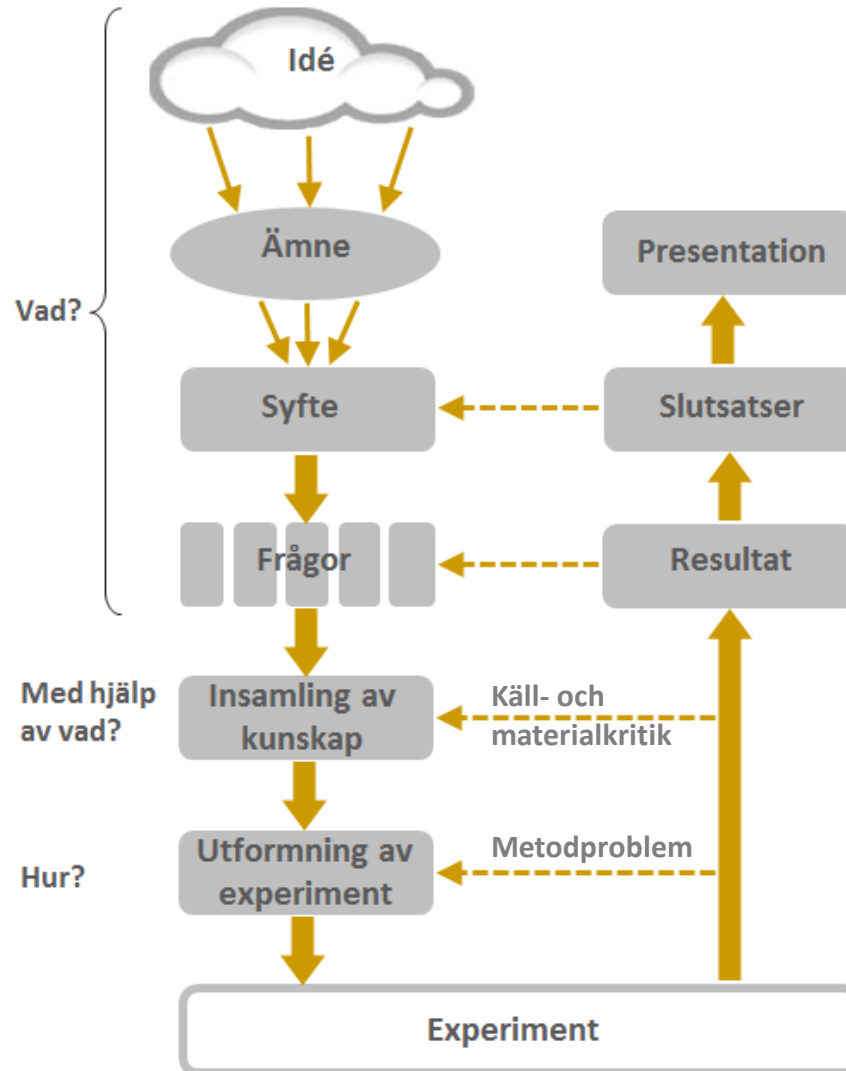 Idé
Ämne
Presentation
Vad?
Syfte
Slutsatser
Frågor
Resultat
Med hjälp
av vad?
Insamling av
kunskap
Käll- och
materialkritik
Hur?
Utformning av
experiment
Metodproblem
Experiment